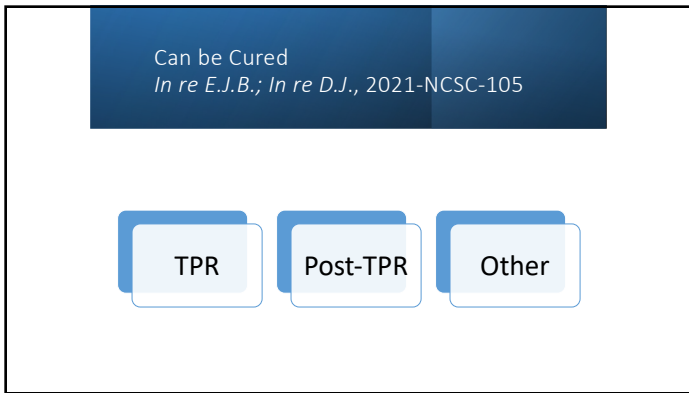 Can be Cured
In re E.J.B.; In re D.J., 2021-NCSC-105
TPR
Post-TPR
Other